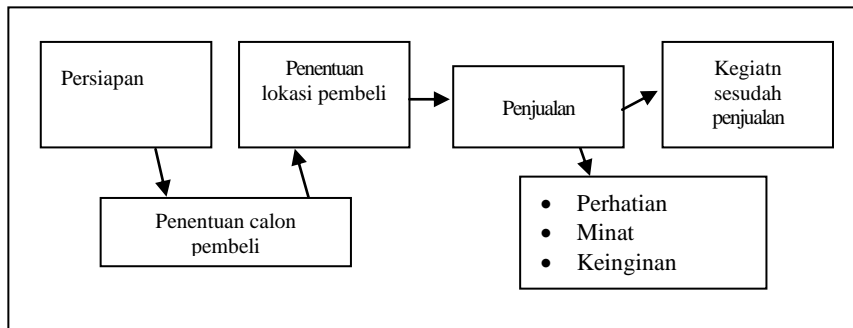 Persiapan
Penentuan calon
pembeli
Penentuan
lokasi pembeli
Penjualan
Kegiatn
sesudah
penjualan
• Perhatian
• Minat
• Keinginan